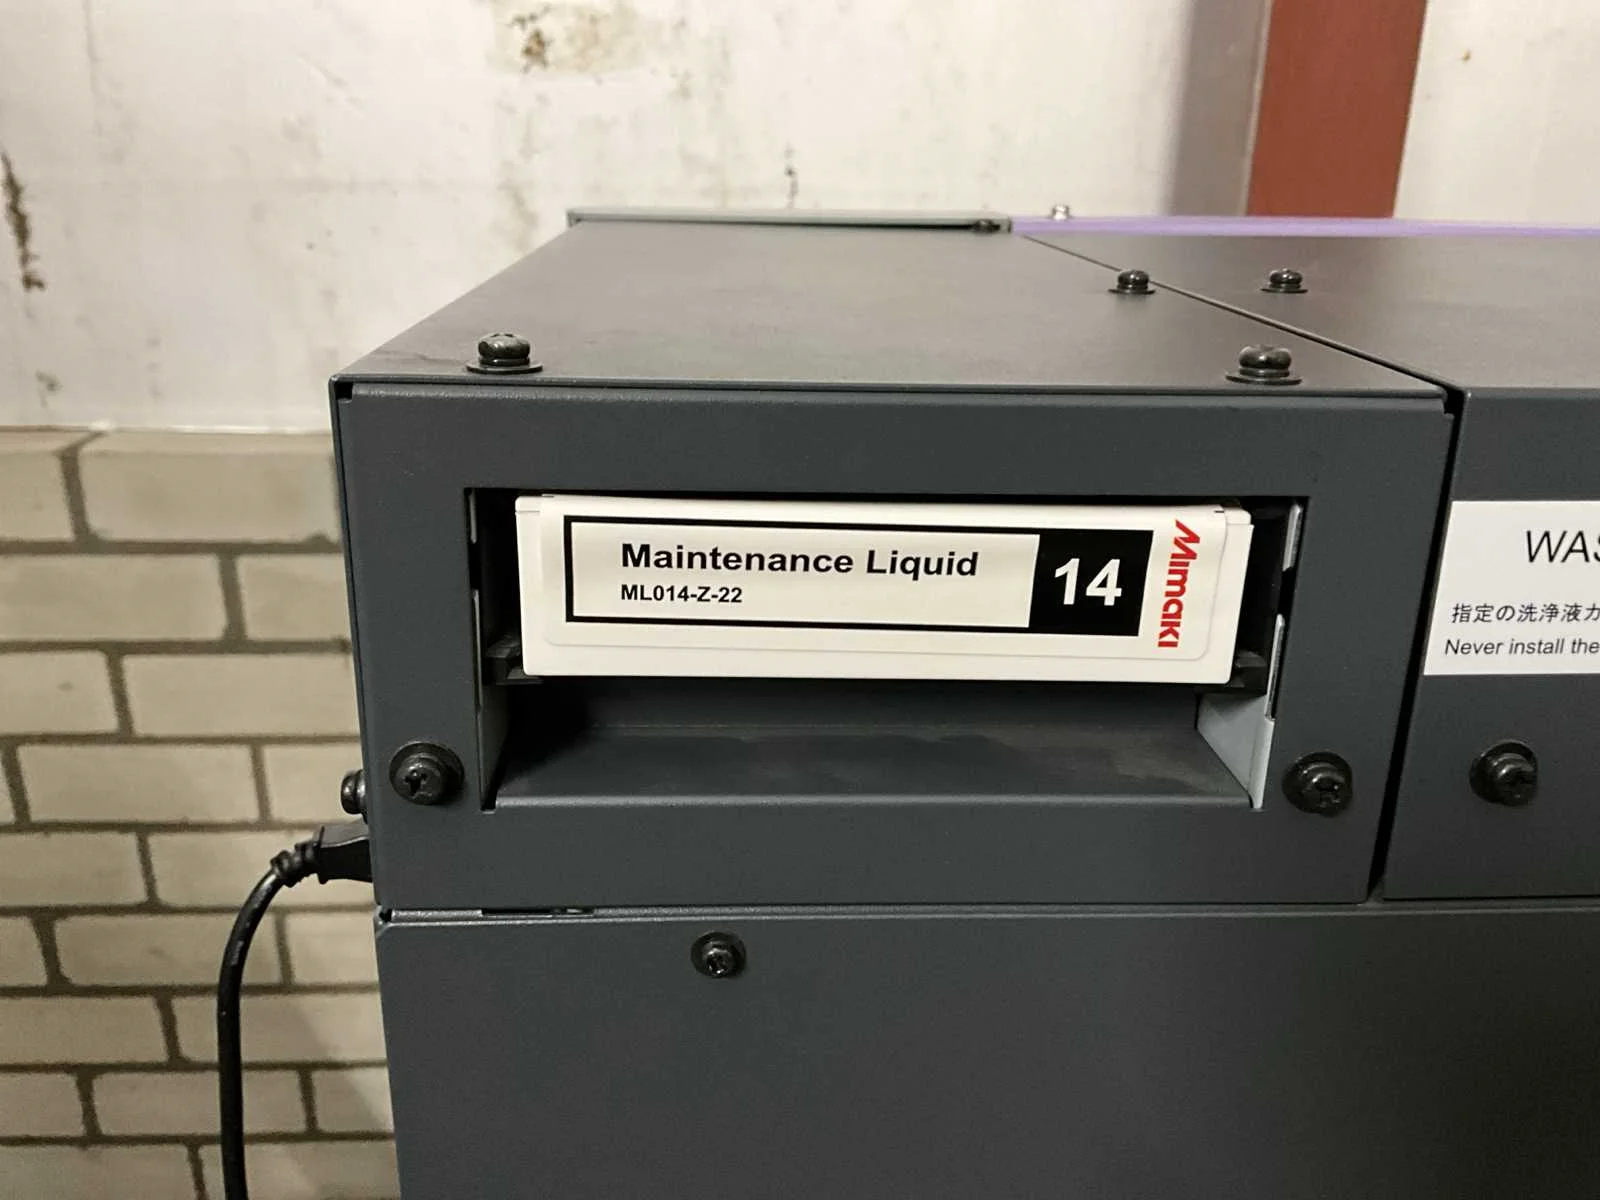 Maintenance Liquid
ML014-Z-22
14
Mimaki
WAS
指定の洗浄液カ
Never install the